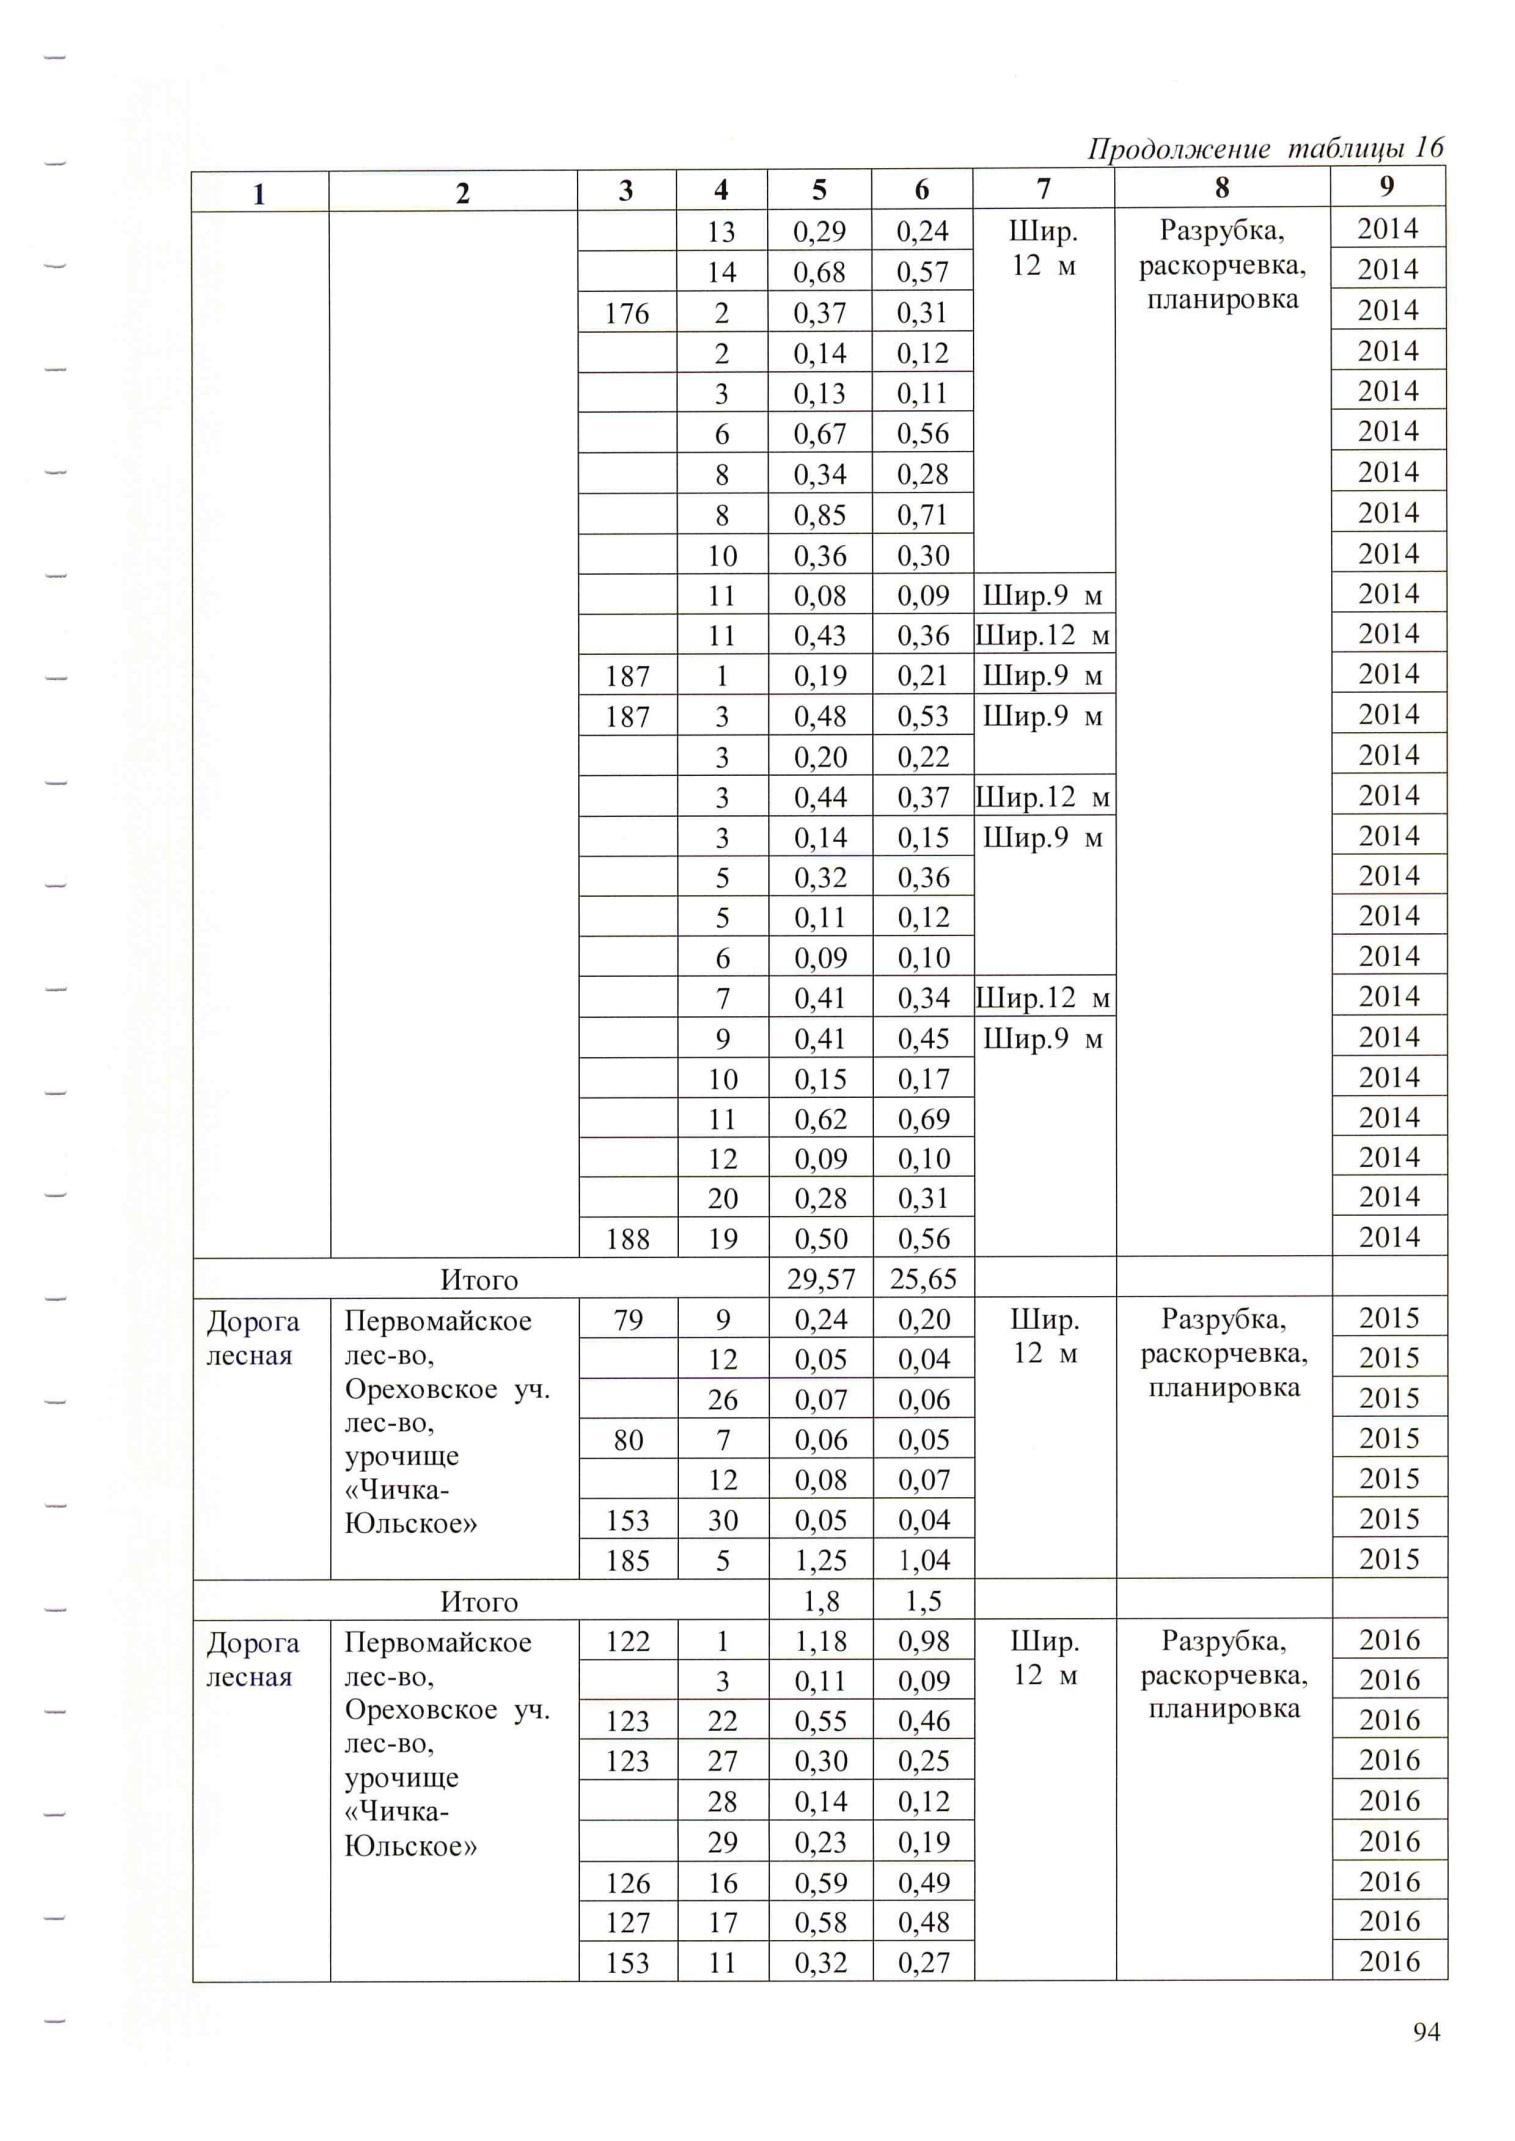 Продолжение таблицы 16
1 2 3 4 5 6 7 8 9
13 0,29 0,24 Шир. 12 м Разрубка, раскорчевка, планировка 2014
14 0,68 0,57 2014
176 2 0,37 0,31 2014
2 0,14 0,12 2014
3 0,13 0,11 2014
6 0,67 0,56 2014
8 0,34 0,28 2014
8 0,85 0,71 2014
10 0,36 0,30 2014
11 0,08 0,09 Шир.9 м 2014
11 0,43 0,36 Шир.12 м 2014
187 1 0,19 0,21 Шир.9 м 2014
187 3 0,48 0,53 Шир.9 м 2014
3 0,20 0,22 2014
3 0,44 0,37 Шир.12 м 2014
3 0,14 0,15 Шир.9 м 2014
5 0,32 0,36 2014
5 0,11 0,12 2014
6 0,09 0,10 2014
7 0,41 0,34 Шир.12 м 2014
9 0,41 0,45 Шир.9 м 2014
10 0,15 0,17 2014
11 0,62 0,69 2014
12 0,09 0,10 2014
20 0,28 0,31 2014
188 19 0,50 0,56 2014
Итого 29,57 25,65
Дорога Первомайское 79 9 0,24 0,20 Шир. Разрубка, 2015
лесная лес-во, 12 0,05 0,04 12 м раскорчевка, 2015
Ореховское уч. 26 0,07 0,06 планировка 2015
лес-во, 80 7 0,06 0,05 2015
урочище
«Чичка- 12 0,08 0,07 2015
Юльское» 153 30 0,05 0,04 2015
185 5 1,25 1,04 2015
Итого 1,8 1,5
Дорога Первомайское 122 1 1,18 0,98 Шир. Разрубка, 2016
лесная лес-во, 3 0,11 0,09 12 м раскорчевка, 2016
Ореховское уч. 123 22 0,55 0,46 планировка 2016
лес-во, 123 27 0,30 0,25 2016
урочище
«Чичка- 28 0,14 0,12 2016
Юльское» 29 0,23 0,19 2016
126 16 0,59 0,49 2016
127 17 0,58 0,48 2016
153 11 0,32 0,27 2016
94